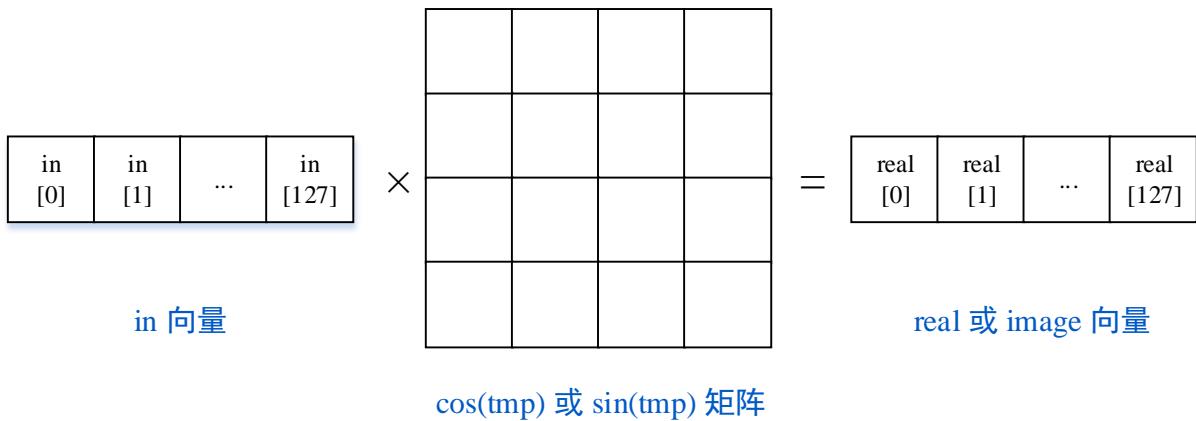 in
[0]
in
[1]
...
in
[127]
×
=
real
[0]
real
[1]
...
real
[127]
in 向量
real 或 image 向量
cos(tmp) 或 sin(tmp) 矩阵